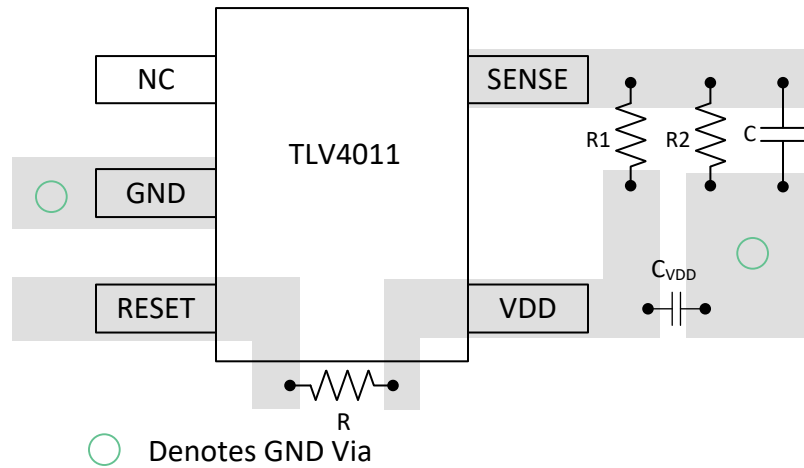 NC
SENSE
TLV4011
R1
R2
C
GND
RESET
VDD
CVDD
R
Denotes GND Via